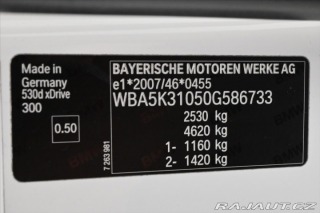 Made in
Germany
530d xDrive
300
0.50
7 263 981
BAYERISCHE MOTOREN WERKE AG
e1*2007/46*0455
WBA5K31050G586733
2530 kg
4620 kg
1- 1160 kg
2- 1420 kg
RAJAUT.CZ